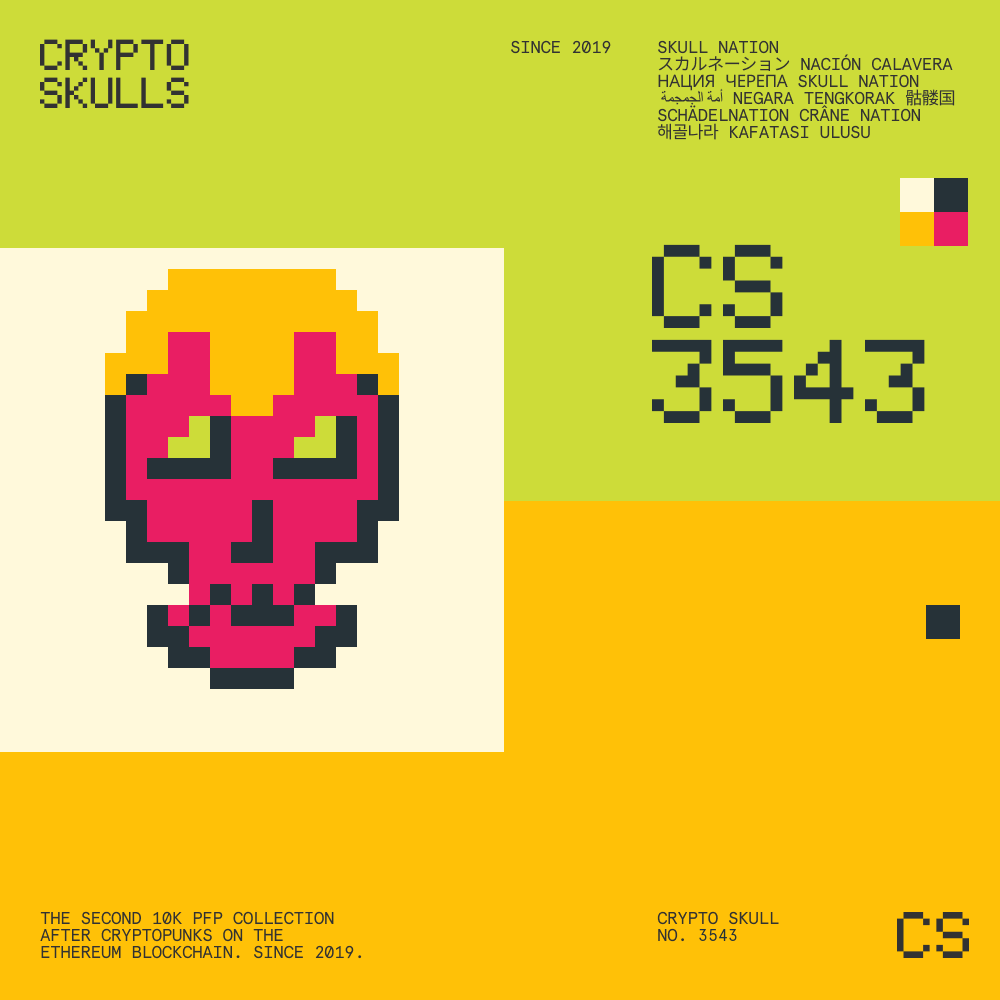 CRYPTO
SKULLS
SINCE 2019
SKULL NATION
スカルネーション NACIÓN CALAVERA
НАЦИЯ ЧЕРЕПА SKULL NATION
أمة الجمجمة NEGARA TENGKORAK 骷髅国
SCHÄDELNATION CRÂNE NATION
해골나라 KAFATASI ULUSU
CS
3543
THE SECOND 10K PFP COLLECTION
AFTER CRYPTOPUNKS ON THE
ETHEREUM BLOCKCHAIN. SINCE 2019.
CRYPTO SKULL
NO. 3543
CS